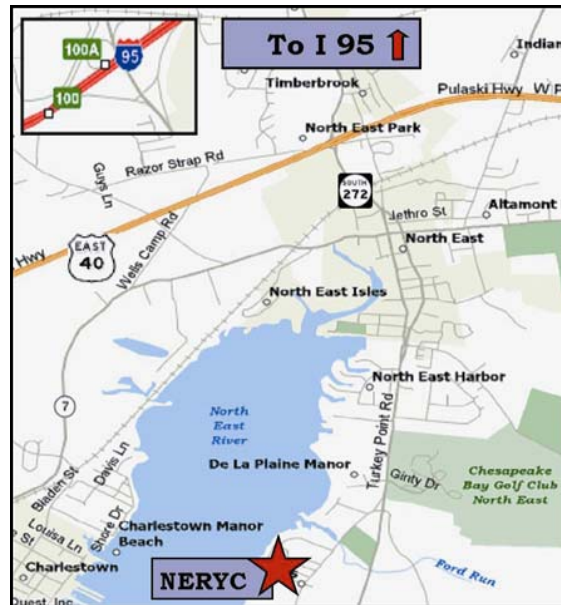 100A
95
100
To I 95
Indian
Timberbrook
Pulaski Hwy W P
North East Park
Razor Strap Rd
Guys Ln
SOUTH
272
Jethro St
Altamont
North East
Hwy
EAST
40
Wells Camp Rd
North East Isles
7
North East Harbor
North
East
River
Turkey Point Rd
De La Plaine Manor
Ginty Dr
Chesapeake
Bay Golf Club
North East
Bladen St
Davis Ln
Louisa Ln
Shore Dr
Charlestown Manor
Beach
e St
Charlestown
NERYC
s
Ford Run
Quest, Inc